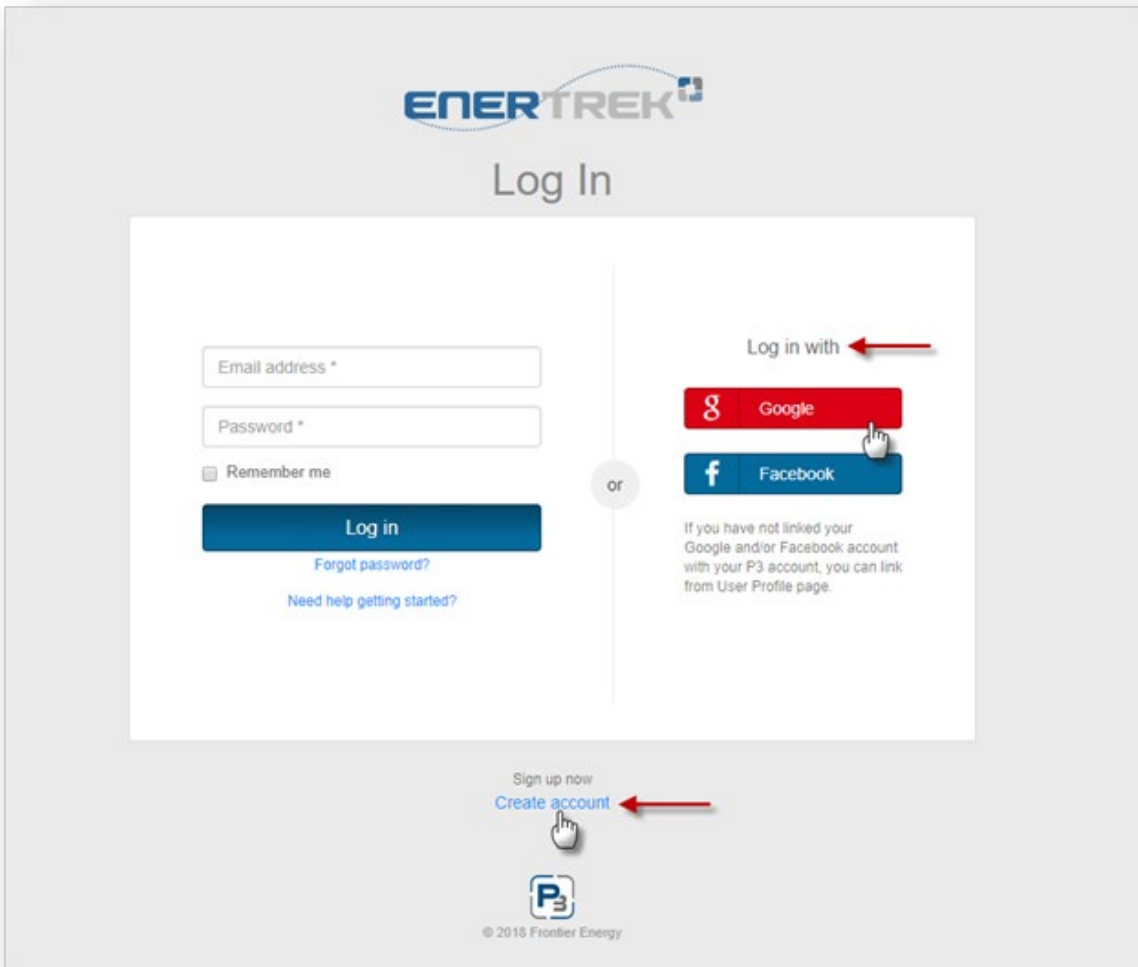 ENERTREK
Log In
Email address *
Password *
Remember me
Log in
Forgot password?
Need help getting started?
or
Log in with
g Google
f Facebook
If you have not linked your
Google and/or Facebook account
with your P3 account, you can link
from User Profile page.
Sign up now
Create account
P3
© 2018 Frontier Energy